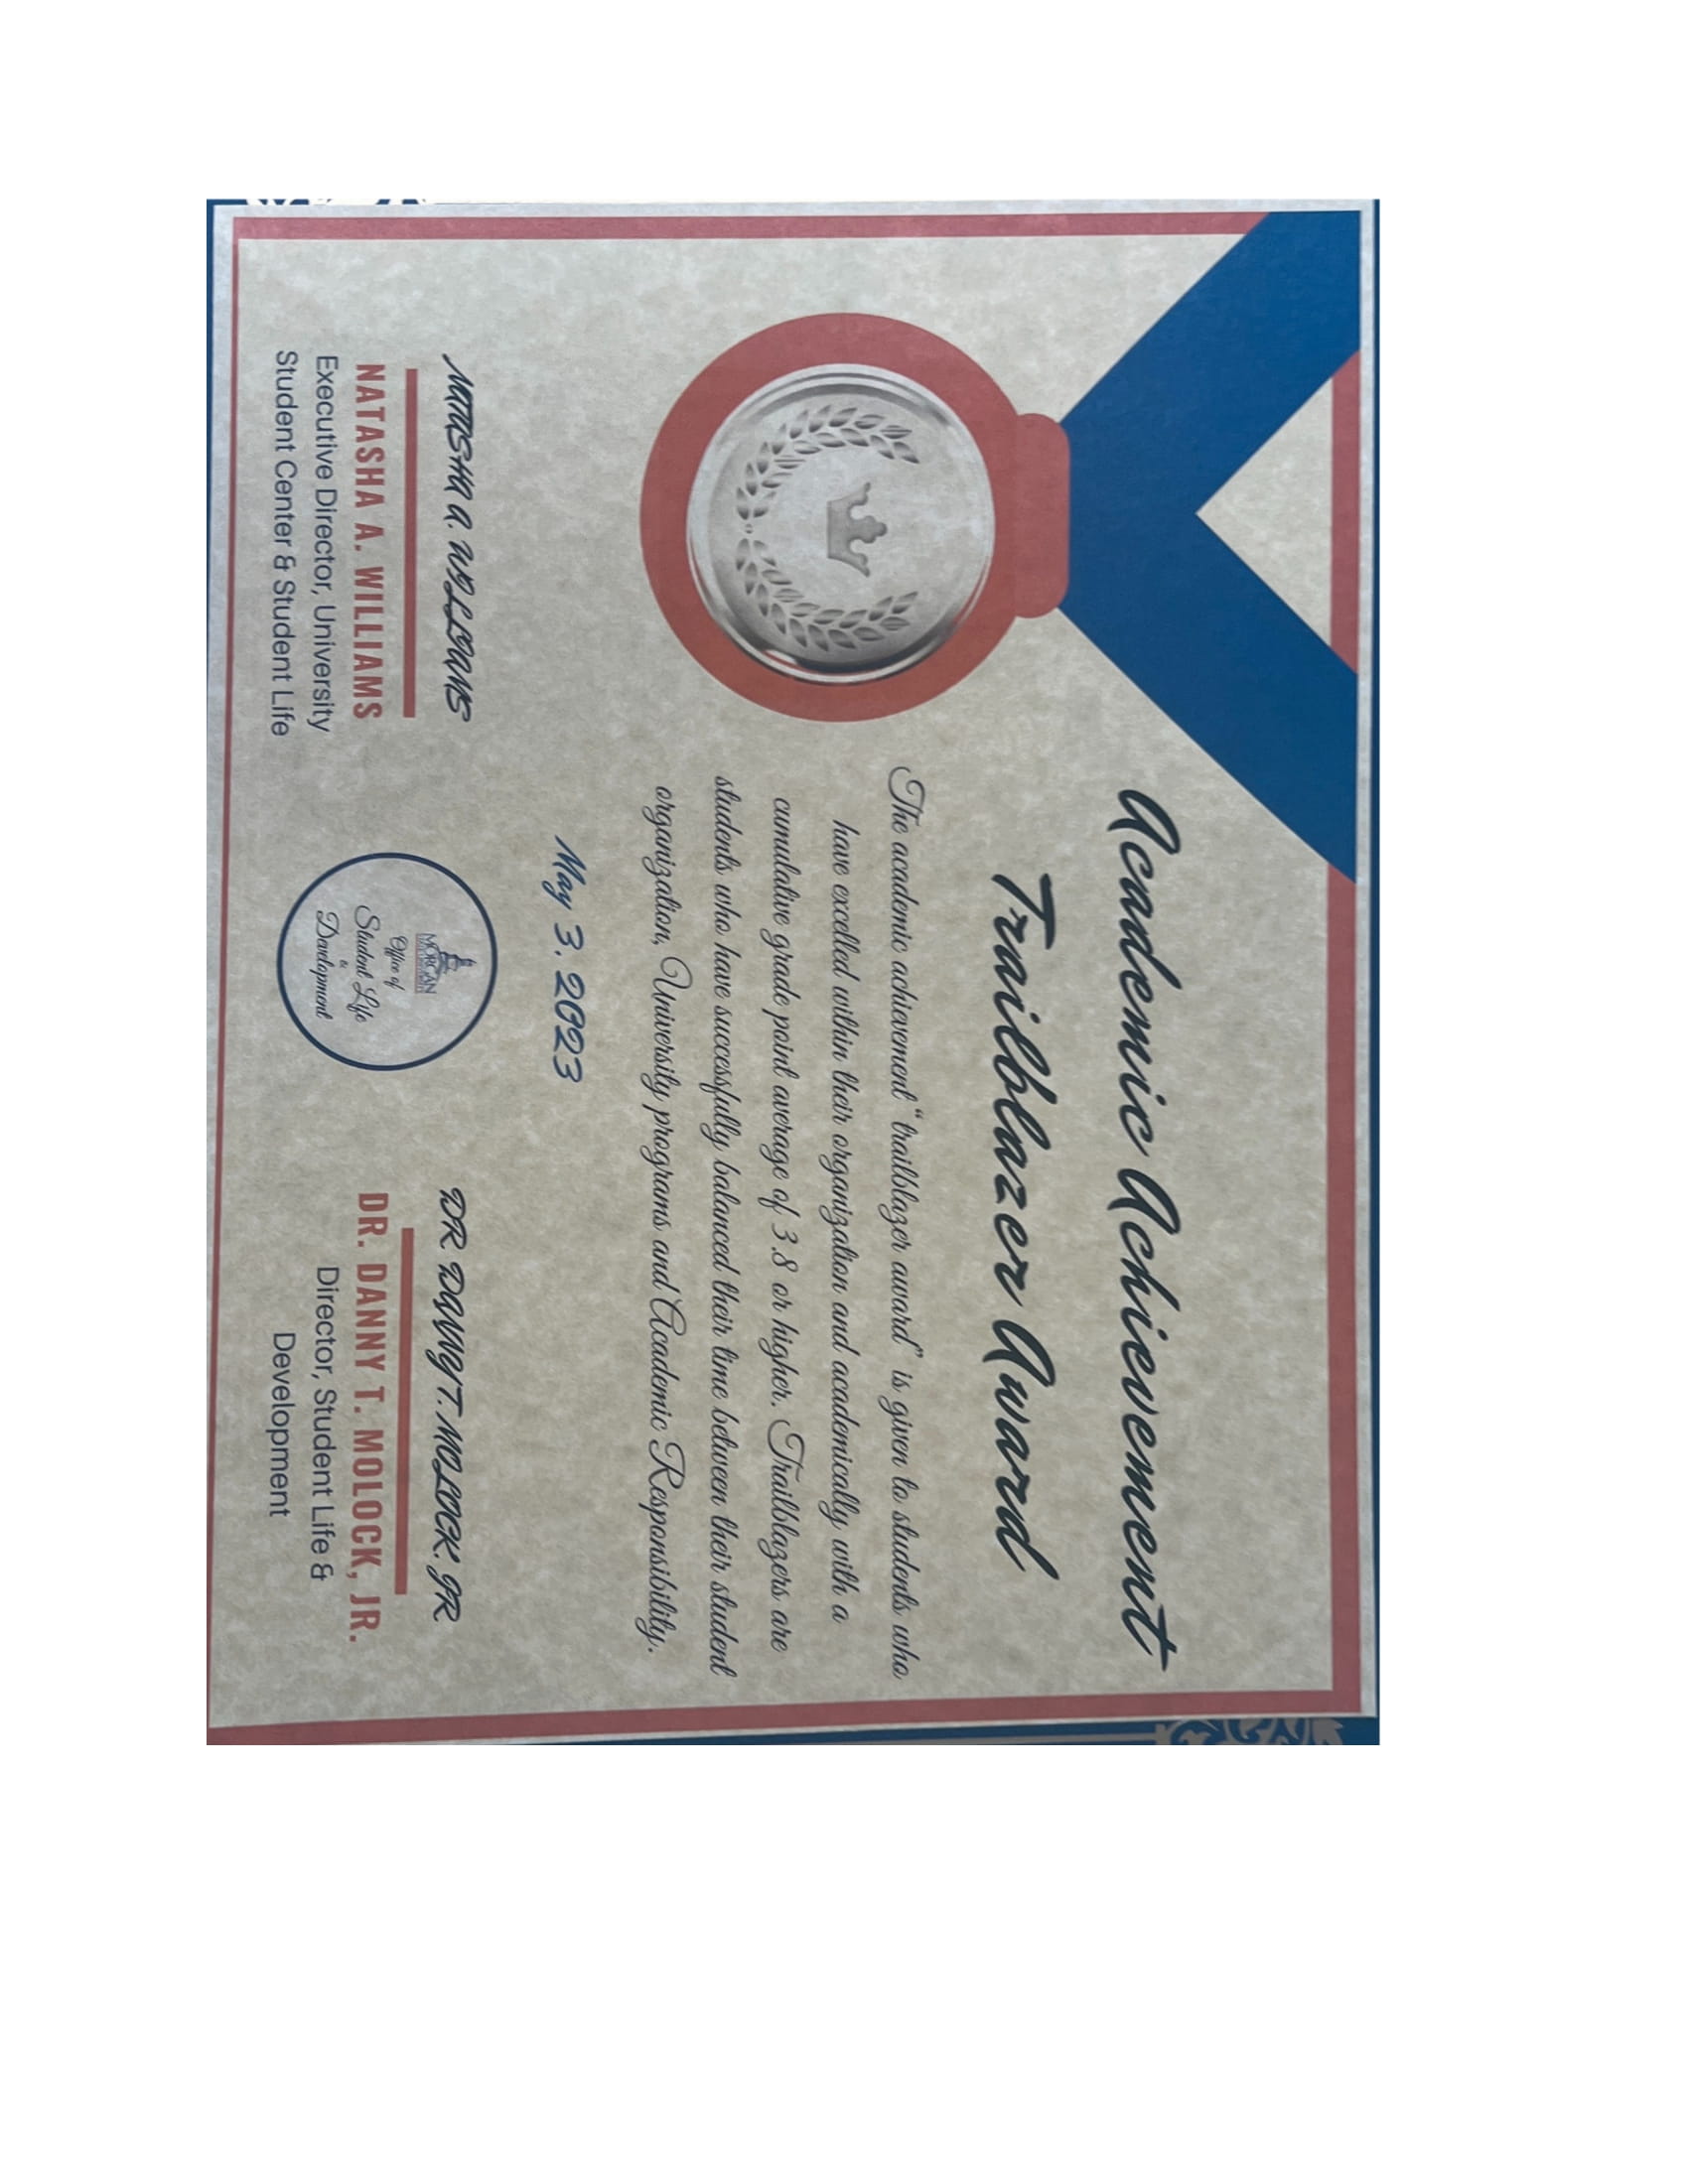 Academic Achievement
Trailblazer Award
The academic achievement "trailblazer award" is given to students who
have excelled within their organization and academically with a
cumulative grade point average of 3.8 or higher. Trailblazers are
students who have successfully balanced their time between their student
organization, University programs and Academic Responsibility.
May 3, 2023
NATASHA A. WILLIAMS
NATASHA A. WILLIAMS
Executive Director, University
Student Center & Student Life
MORGAN
Office of
Student Life
&
Development
DR DANNY T. MOLOCK. JR
DR. DANNY T. MOLOCK, JR.
Director, Student Life &
Development